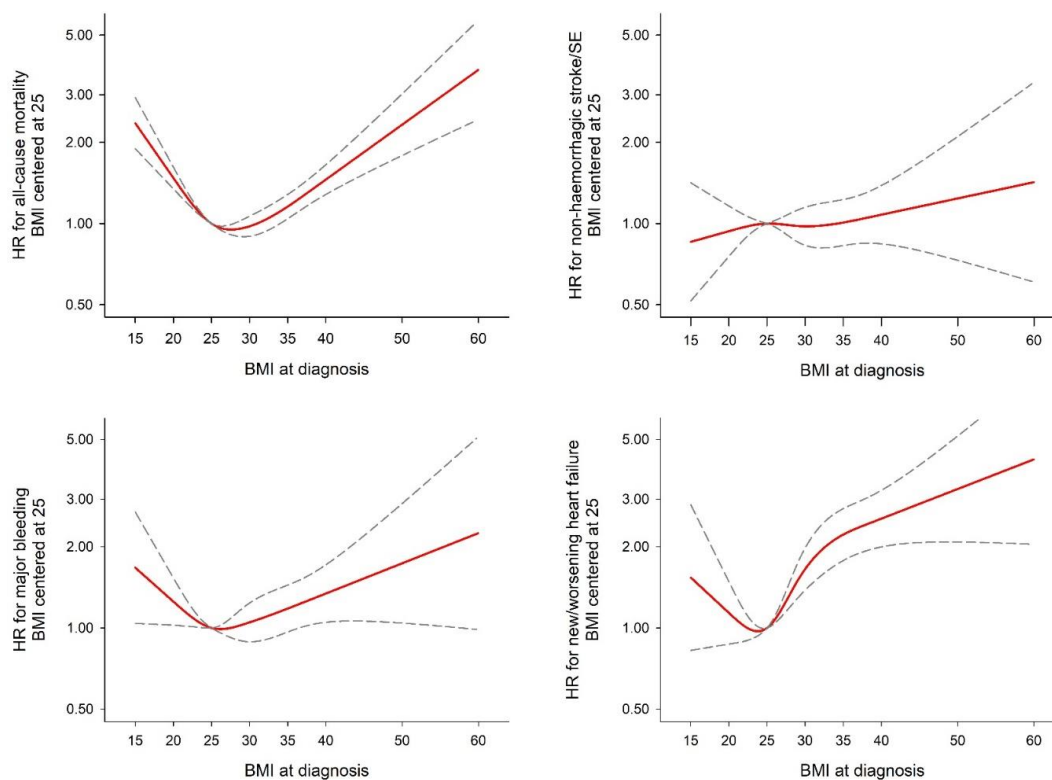 HR for all-cause mortality
BMI centered at 25
5.00
3.00
2.00
1.00
0.50
15 20 25 30 35 40 50 60
BMI at diagnosis
HR for non-haemorrhagic stroke/SE
BMI centered at 25
5.00
3.00
2.00
1.00
0.50
15 20 25 30 35 40 50 60
BMI at diagnosis
HR for major bleeding
BMI centered at 25
5.00
3.00
2.00
1.00
0.50
15 20 25 30 35 40 50 60
BMI at diagnosis
HR for new/worsening heart failure
BMI centered at 25
5.00
3.00
2.00
1.00
0.50
15 20 25 30 35 40 50 60
BMI at diagnosis